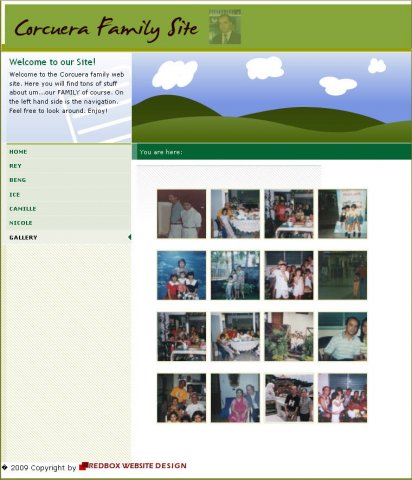 Corcuera Family Site
Welcome to our Site!
Welcome to the Corcuera family web
site. Here you will find tons of stuff
about um...our FAMILY of course. On
the left hand side is the navigation.
Feel free to look around. Enjoy!
You are here:
HOME
REY
BENG
ICE
CAMILLE
NICOLE
GALLERY
� 2009 Copyright by REDBOX WEBSITE DESIGN